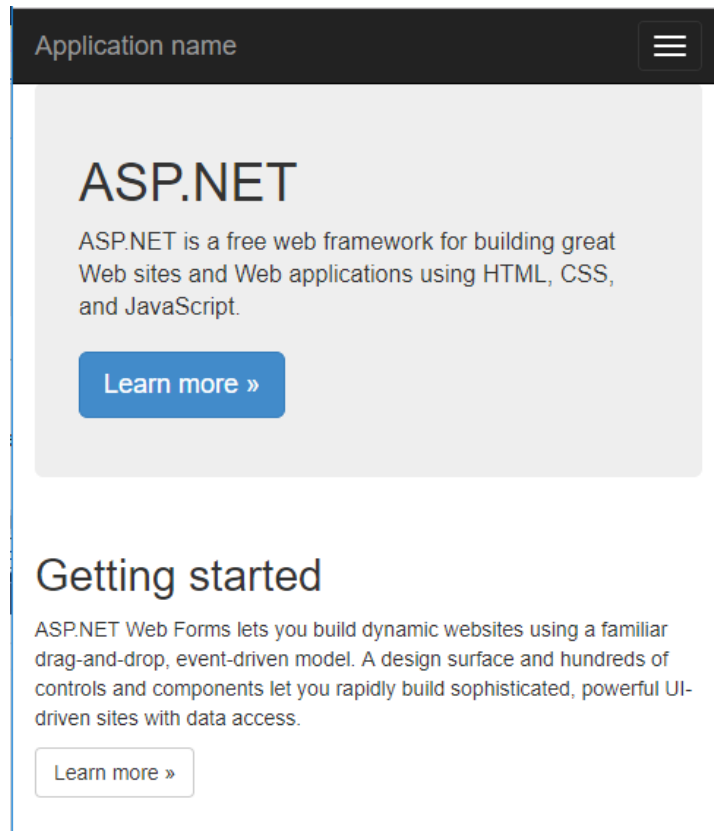 Application name
ASP.NET
ASP.NET is a free web framework for building great
Web sites and Web applications using HTML, CSS,
and JavaScript.
Learn more »
Getting started
ASP.NET Web Forms lets you build dynamic websites using a familiar
drag-and-drop, event-driven model. A design surface and hundreds of
controls and components let you rapidly build sophisticated, powerful UI-
driven sites with data access.
Learn more »